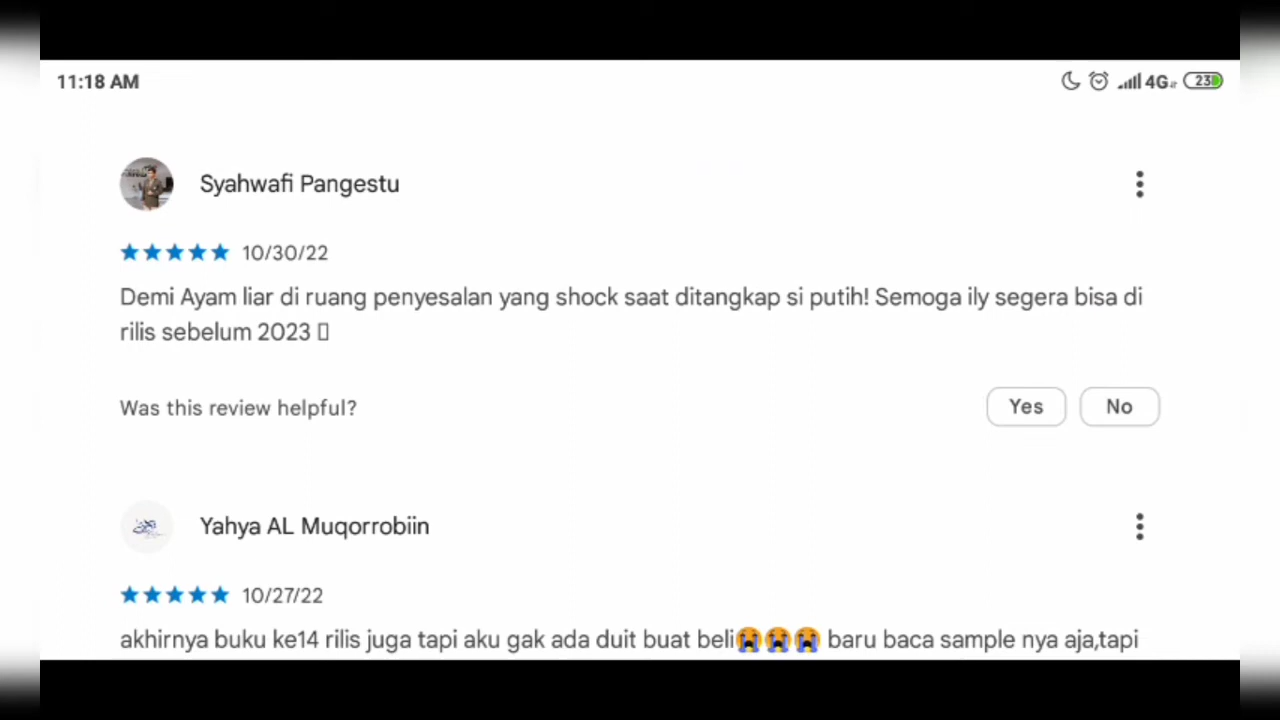 11:18 AM
4G 23
Syahwafi Pangestu
10/30/22
Demi Ayam liar di ruang penyesalan yang shock saat ditangkap si putih! Semoga ily segera bisa di
rilis sebelum 2023
Was this review helpful?
Yes
No
Yahya AL Muqorrobiin
10/27/22
akhirnya buku ke14 rilis juga tapi aku gak ada duit buat beli😭😭😭 baru baca sample nya aja,tapi